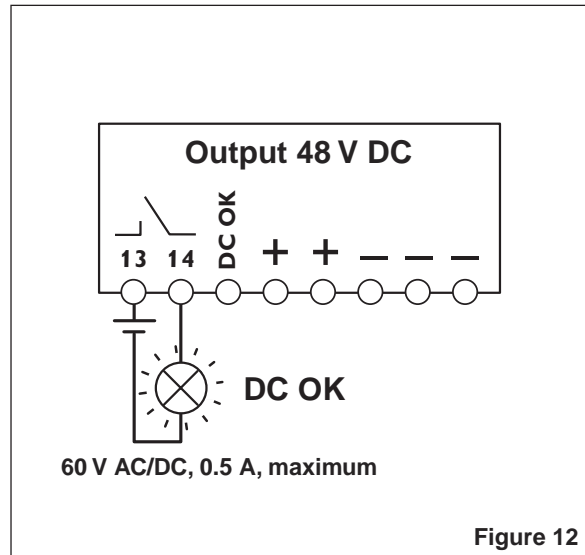 Output 48 V DC
13 14 DC OK + + – – –
DC OK
60 V AC/DC, 0.5 A, maximum
Figure 12